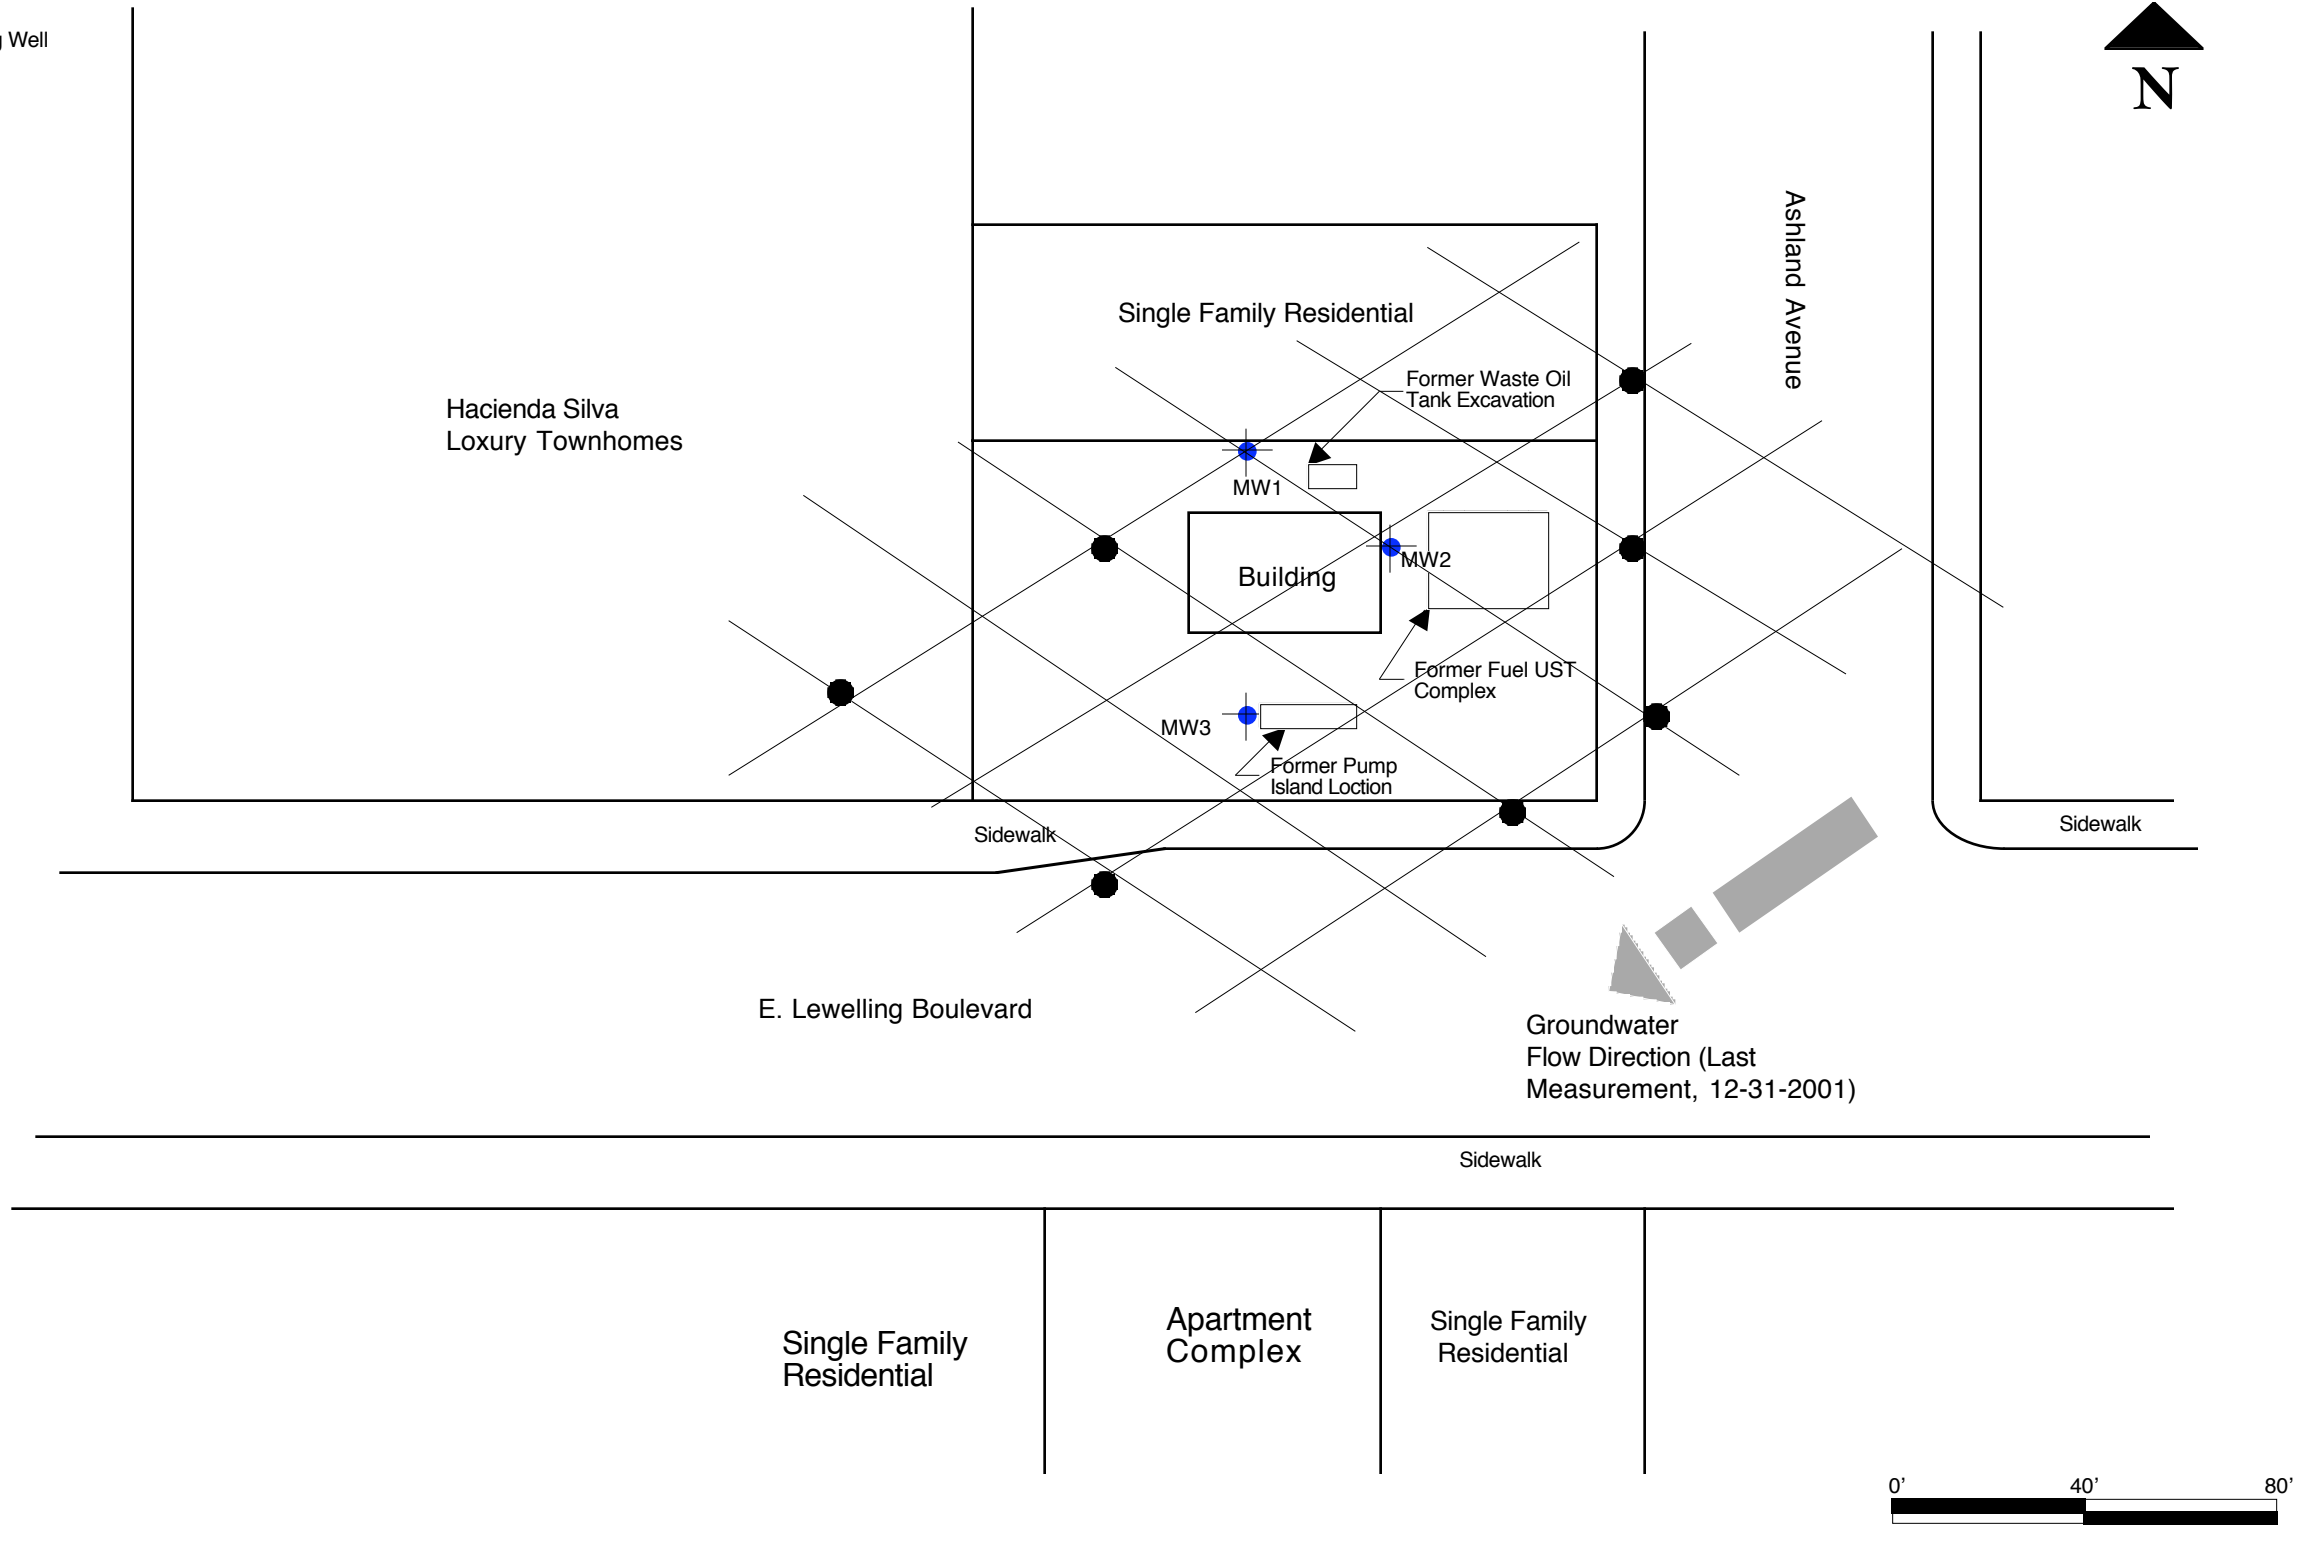 g Well
N
Ashland Avenue
Single Family Residential
Former Waste Oil
Tank Excavation
Hacienda Silva
Loxury Townhomes
MW1
MW2
Building
Former Fuel UST
Complex
MW3
Former Pump
Island Loction
Sidewalk
Sidewalk
E. Lewelling Boulevard
Groundwater
Flow Direction (Last
Measurement, 12-31-2001)
Sidewalk
Single Family
Residential
Apartment
Complex
Single Family
Residential
0’ 40’ 80’